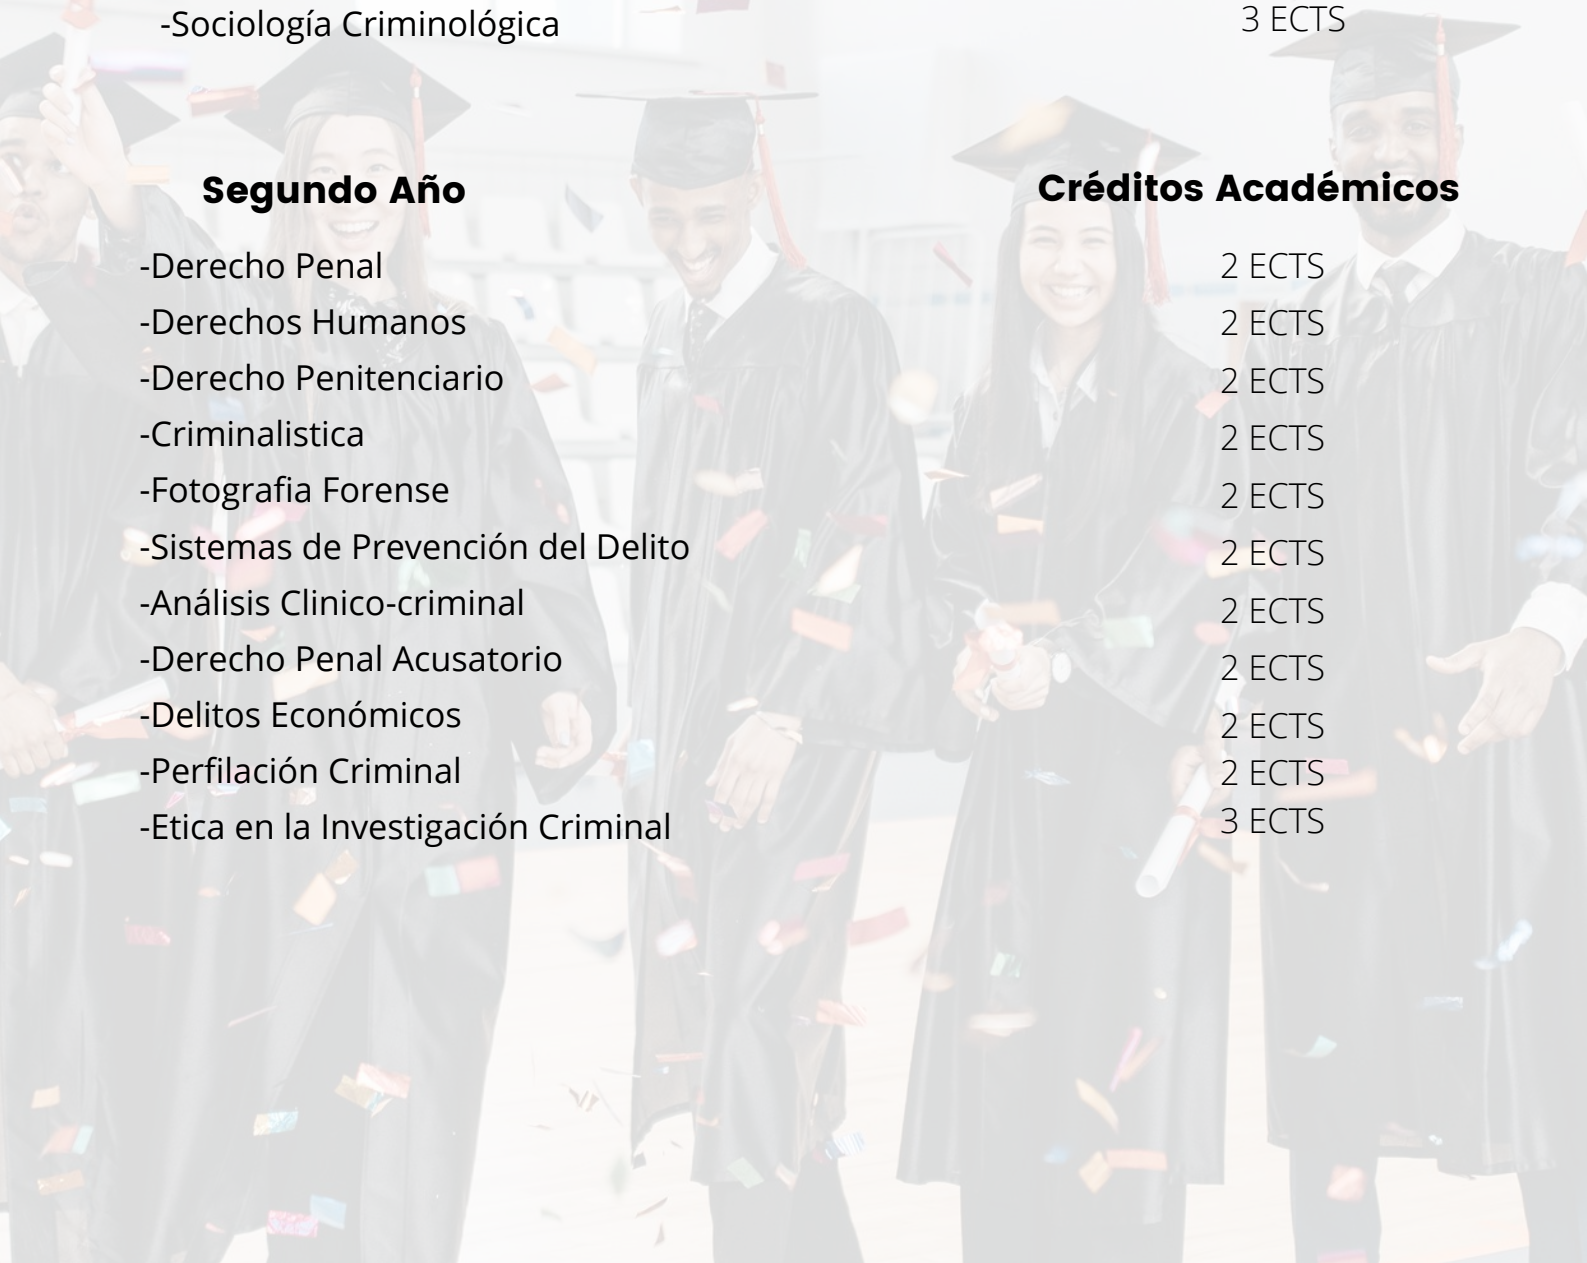 -Sociología Criminológica 3 ECTS
Segundo Año Créditos Académicos
-Derecho Penal 2 ECTS
-Derechos Humanos 2 ECTS
-Derecho Penitenciario 2 ECTS
-Criminalistica 2 ECTS
-Fotografia Forense 2 ECTS
-Sistemas de Prevención del Delito 2 ECTS
-Análisis Clinico-criminal 2 ECTS
-Derecho Penal Acusatorio 2 ECTS
-Delitos Económicos 2 ECTS
-Perfilación Criminal 2 ECTS
-Etica en la Investigación Criminal 3 ECTS